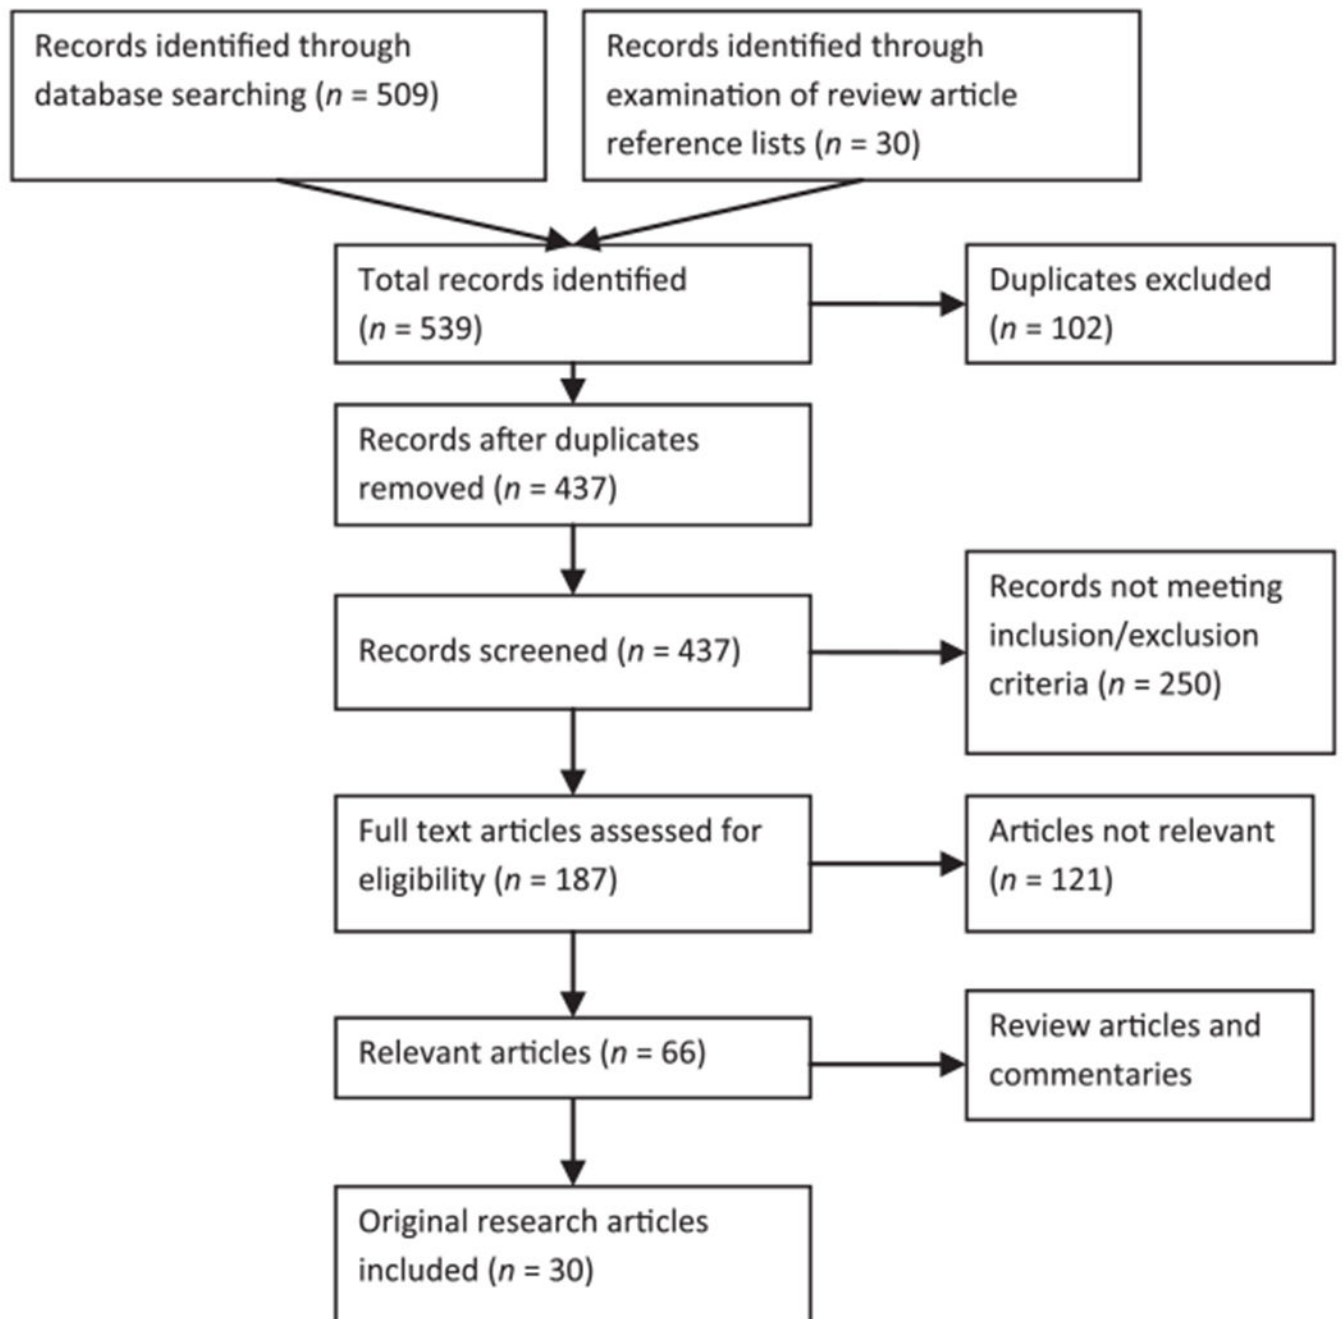 Records identified through
database searching (n = 509)
Records identified through
examination of review article
reference lists (n = 30)
Total records identified
(n = 539)
Duplicates excluded
(n = 102)
Records after duplicates
removed (n = 437)
Records screened (n = 437)
Records not meeting
inclusion/exclusion
criteria (n = 250)
Full text articles assessed for
eligibility (n = 187)
Articles not relevant
(n = 121)
Relevant articles (n = 66)
Review articles and
commentaries
Original research articles
included (n = 30)